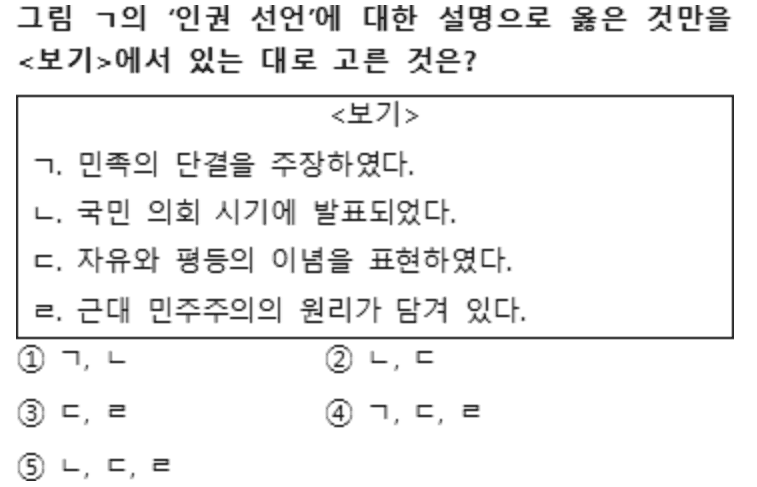 그림 ㄱ의 ‘인권 선언’에 대한 설명으로 옳은 것만을
<보기>에서 있는 대로 고른 것은?
<보기>
ㄱ. 민족의 단결을 주장하였다.
ㄴ. 국민 의회 시기에 발표되었다.
ㄷ. 자유와 평등의 이념을 표현하였다.
ㄹ. 근대 민주주의의 원리가 담겨 있다.
① ㄱ, ㄴ ② ㄴ, ㄷ
③ ㄷ, ㄹ ④ ㄱ, ㄷ, ㄹ
⑤ ㄴ, ㄷ, ㄹ